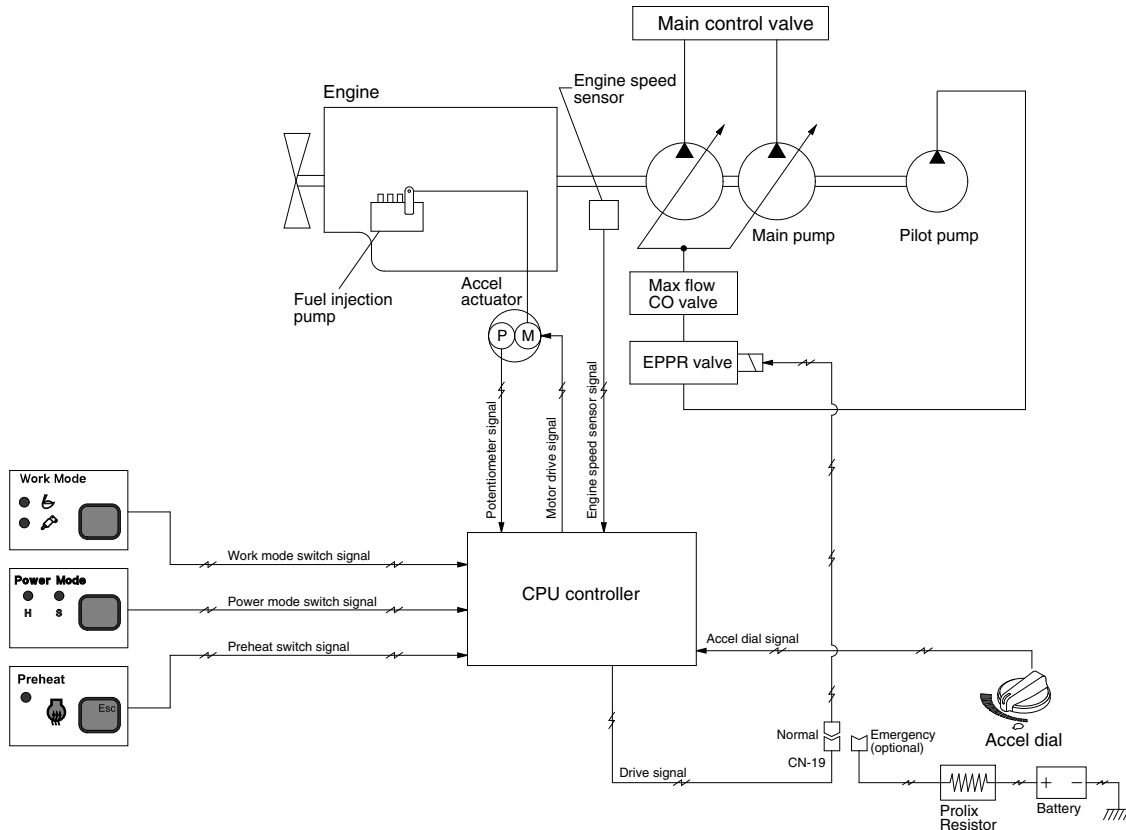 Main control valve
Engine speed
sensor
Engine
Main pump
Pilot pump
Fuel injection
pump
Accel
actuator
Max flow
CO valve
P
M
EPPR valve
Potentiometer signal
Motor drive signal
Engine speed sensor signal
Work Mode
Work mode switch signal
CPU controller
Power Mode
H
S
Power mode switch signal
Preheat switch signal
Accel dial signal
Preheat
Esc
Normal
Emergency
(optional)
Accel dial
CN-19
Drive signal
+
-
Prolix
Resistor
Battery